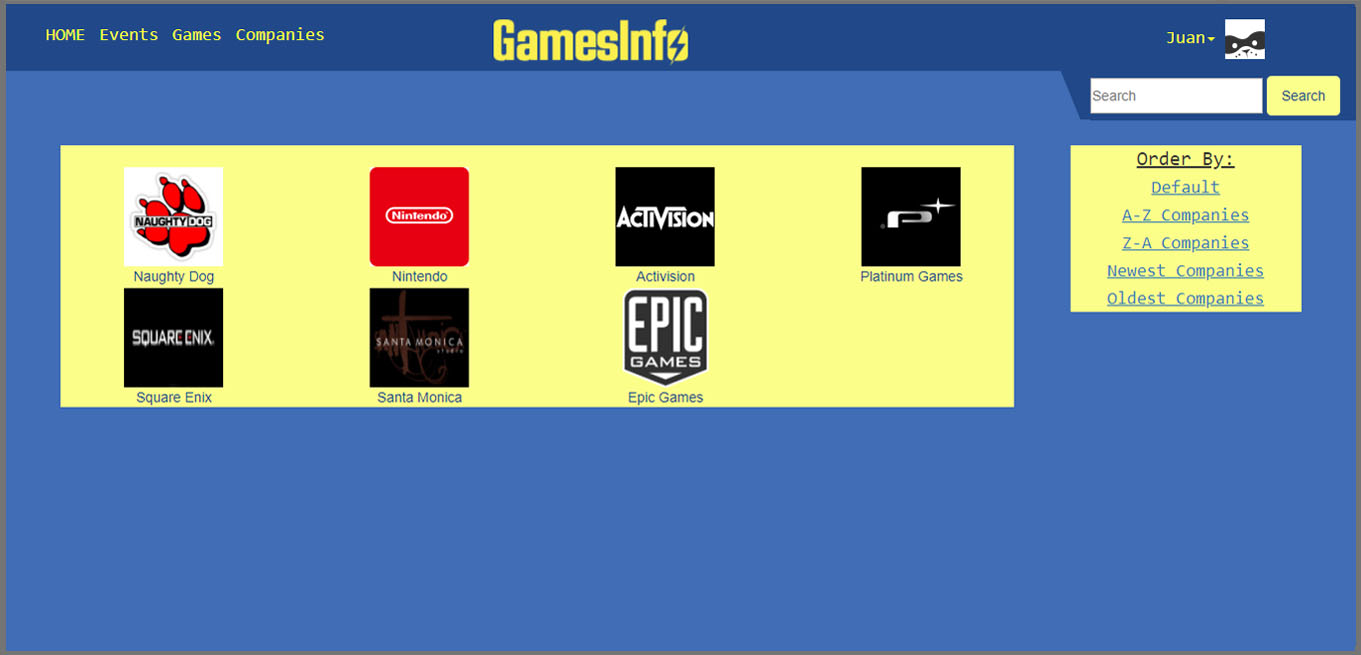 HOME Events Games Companies
GamesInfo
Juan
Search
Search
NAUGHTY DOG
Nintendo
ACTIVISION
P
Naughty Dog
Nintendo
Activision
Platinum Games
SQUARE ENIX
SANTA MONICA
studio
EPIC
GAMES
Square Enix
Santa Monica
Epic Games
Order By:
Default
A-Z Companies
Z-A Companies
Newest Companies
Oldest Companies